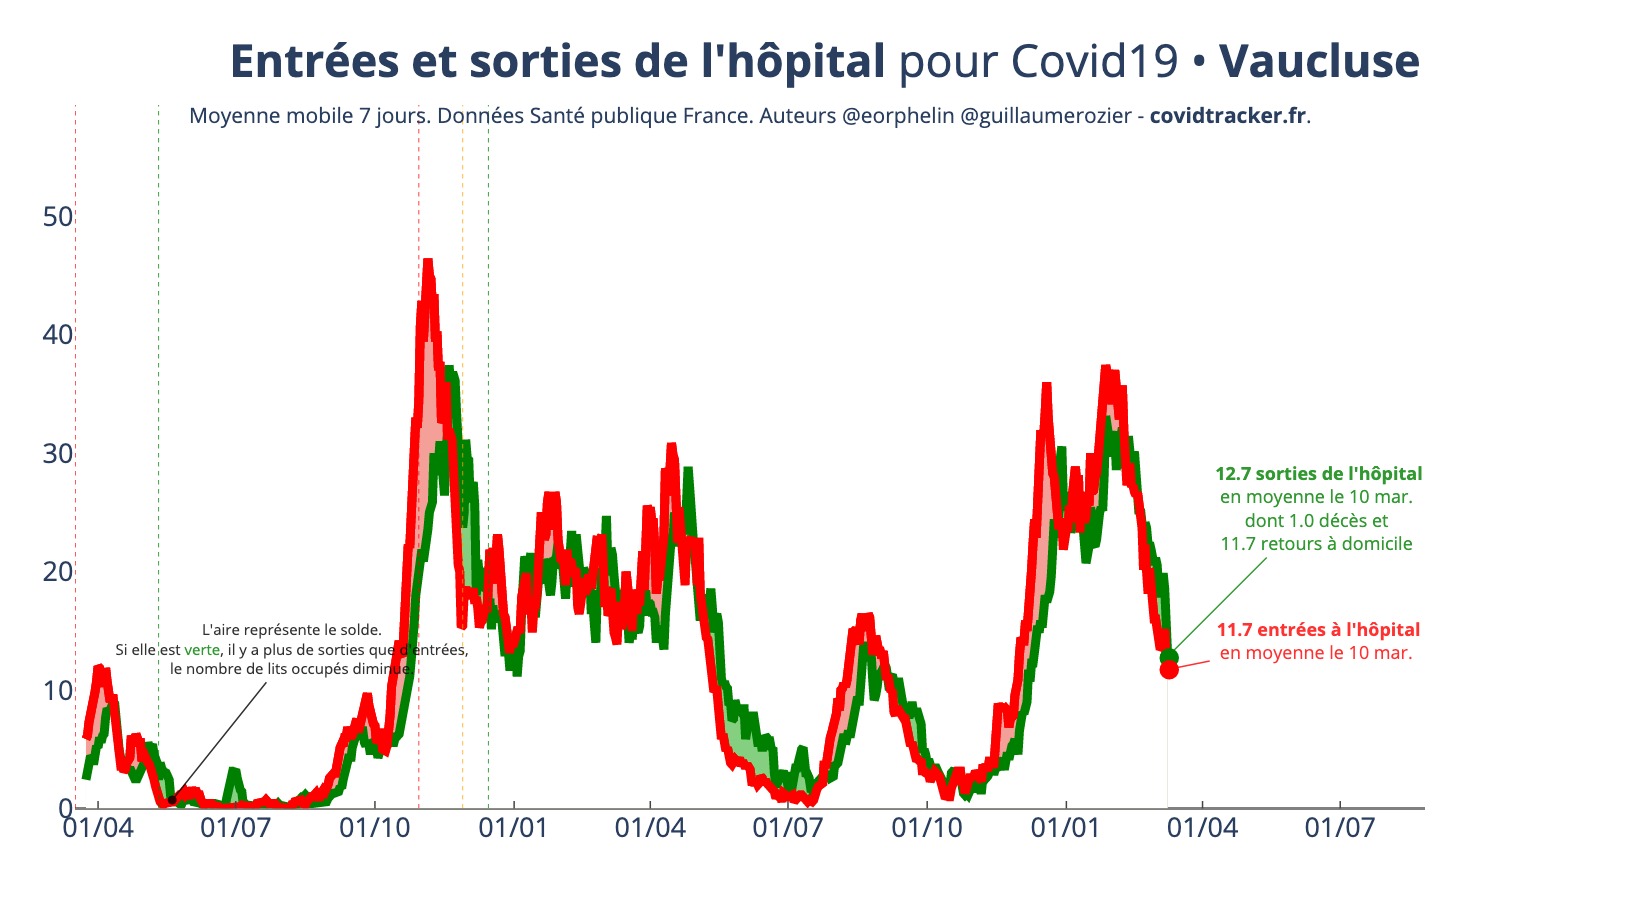 Entrées et sorties de l'hôpital pour Covid19 • Vaucluse
Moyenne mobile 7 jours. Données Santé publique France. Auteurs @eorphelin @guillaumerozier - covidtracker.fr.
50
40
30
20
10
0
12.7 sorties de l'hôpital
en moyenne le 10 mar.
dont 1.0 décès et
11.7 retours à domicile
11.7 entrées à l'hôpital
en moyenne le 10 mar.
L'aire représente le solde.
Si elle est verte, il y a plus de sorties que d'entrées,
le nombre de lits occupés diminue.
01/04 01/07 01/10 01/01 01/04 01/07 01/10 01/01 01/04 01/07